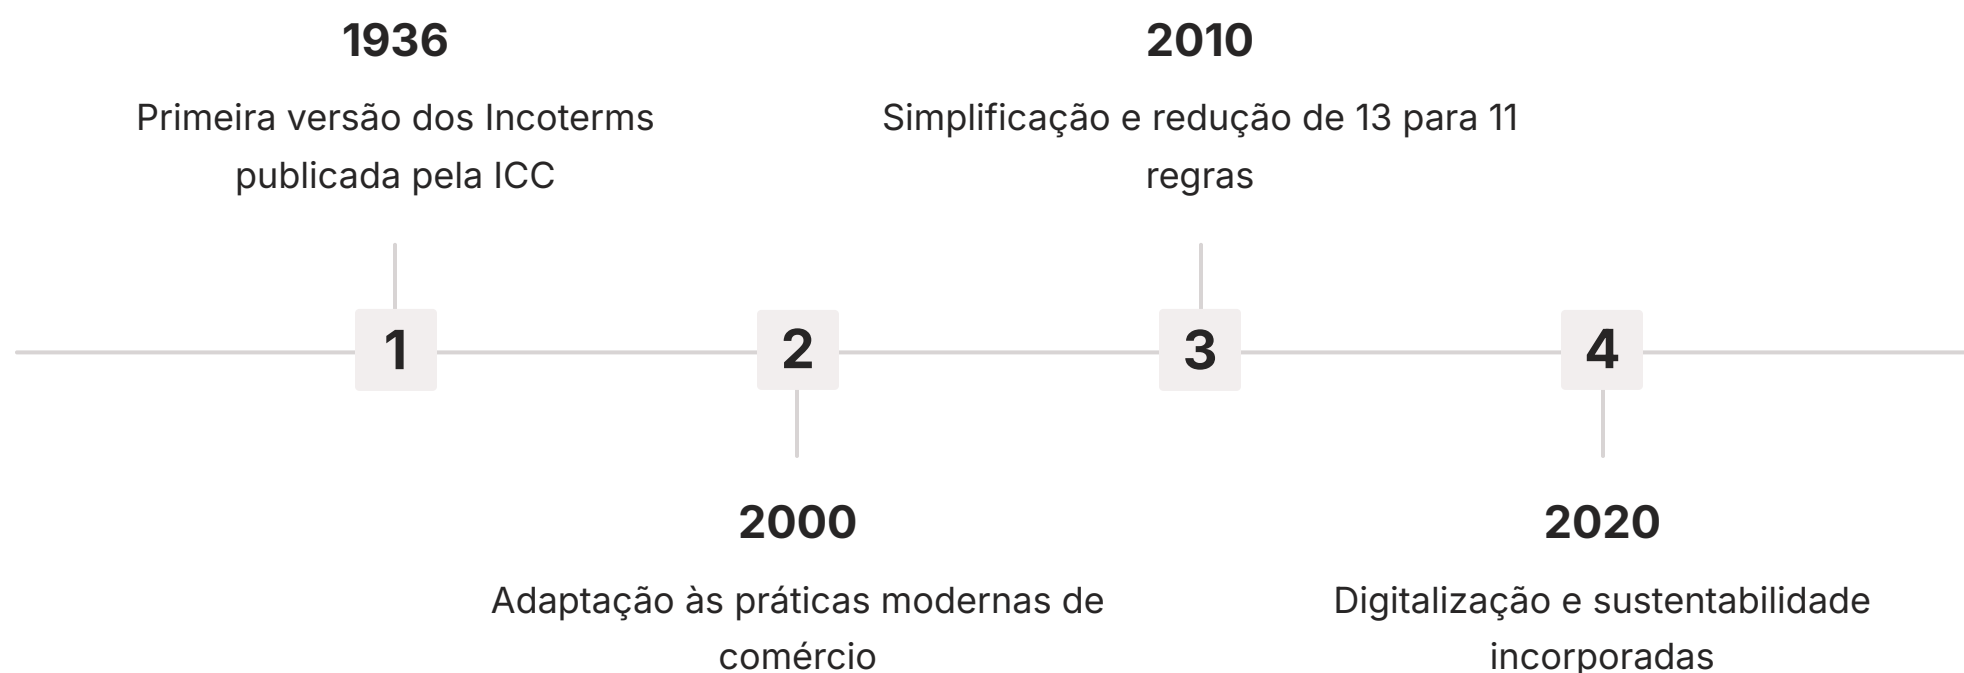 1936
Primeira versão dos Incoterms
publicada pela ICC
2010
Simplificação e redução de 13 para 11
regras
1
2
3
4
2000
Adaptação às práticas modernas de
comércio
2020
Digitalização e sustentabilidade
incorporadas